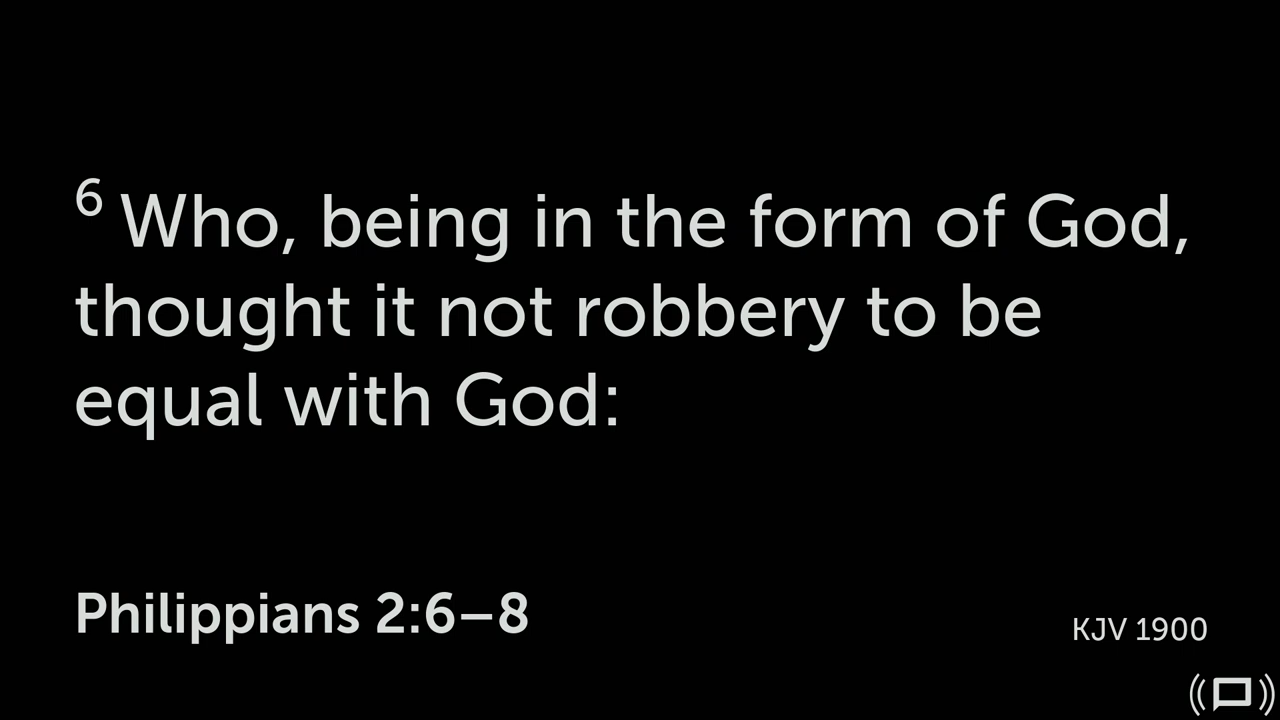 6 Who, being in the form of God,
thought it not robbery to be
equal with God:
Philippians 2:6–8
KJV 1900